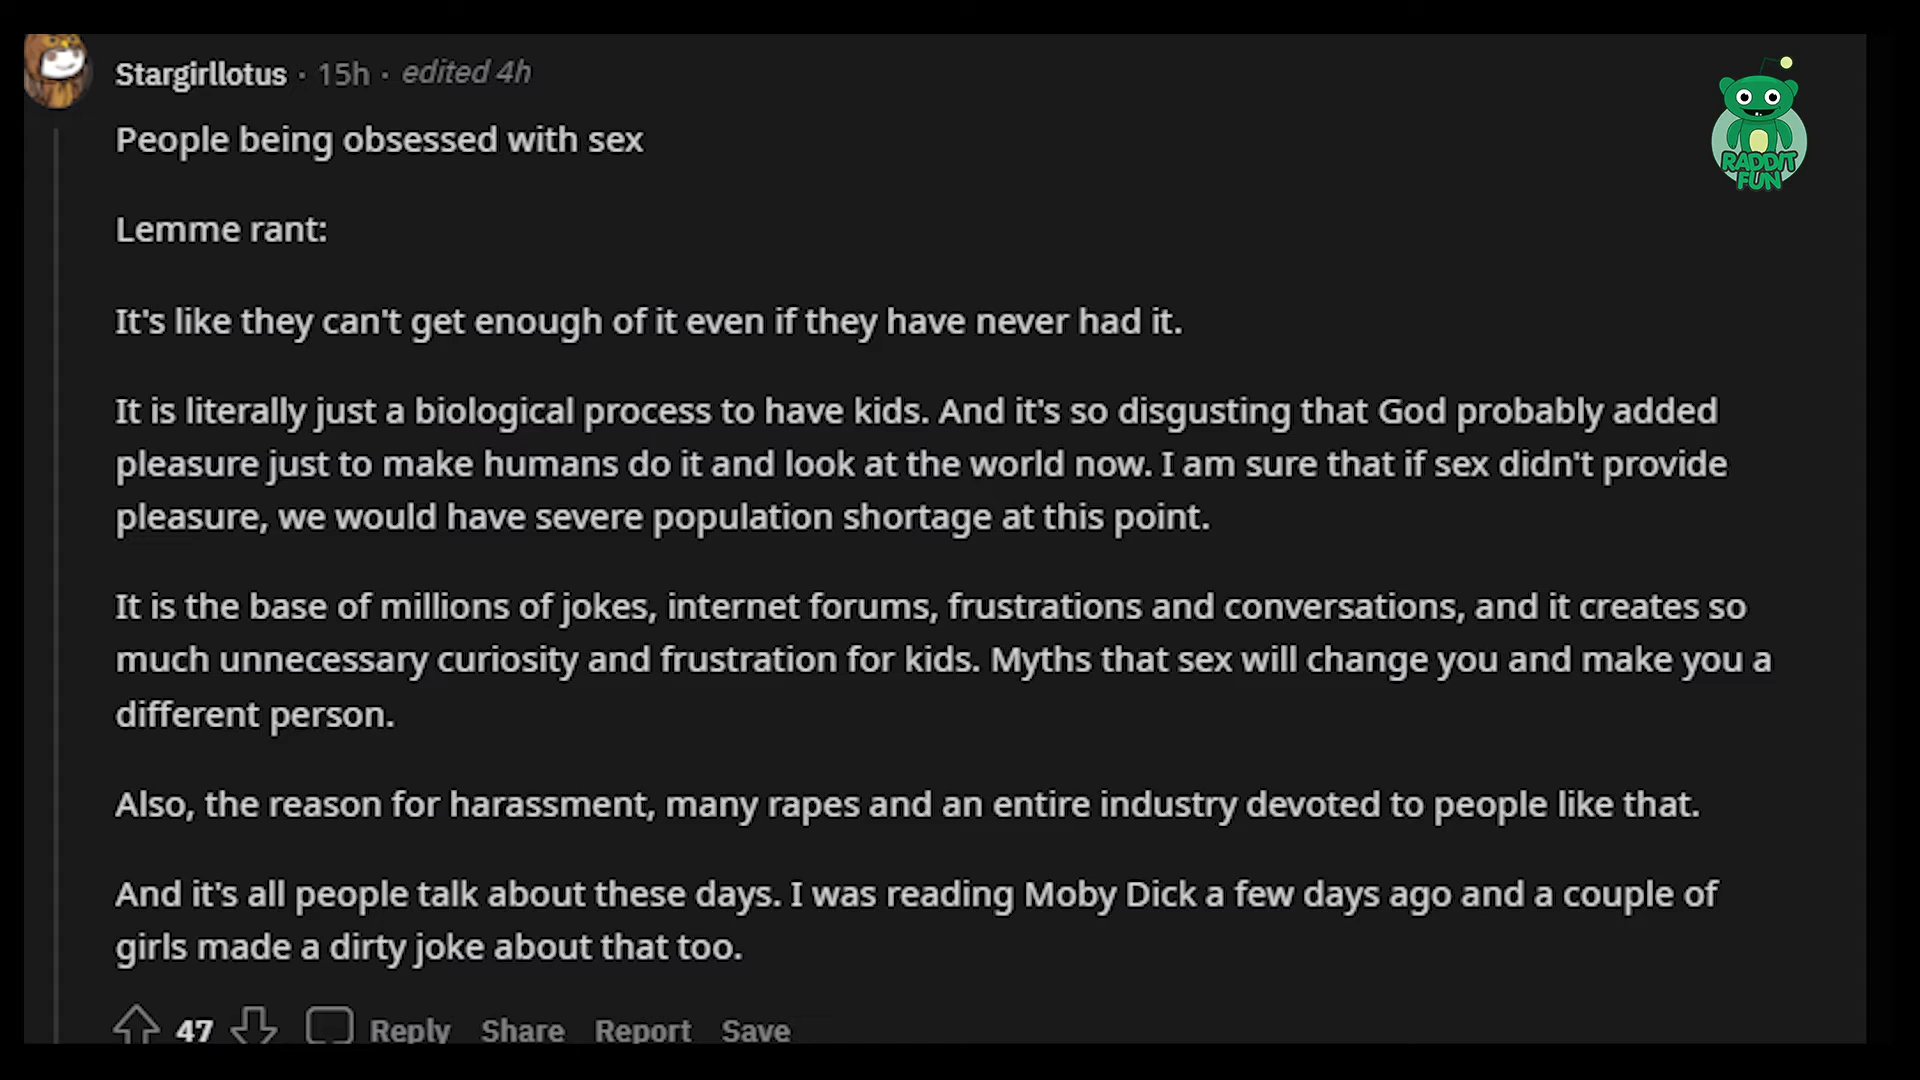 Stargirllotus · 15h · edited 4h
People being obsessed with sex
Lemme rant:
It's like they can't get enough of it even if they have never had it.
It is literally just a biological process to have kids. And it's so disgusting that God probably added
pleasure just to make humans do it and look at the world now. I am sure that if sex didn't provide
pleasure, we would have severe population shortage at this point.
It is the base of millions of jokes, internet forums, frustrations and conversations, and it creates so
much unnecessary curiosity and frustration for kids. Myths that sex will change you and make you a
different person.
Also, the reason for harassment, many rapes and an entire industry devoted to people like that.
And it's all people talk about these days. I was reading Moby Dick a few days ago and a couple of
girls made a dirty joke about that too.
47 Reply Share Report Save
RADDIT
FUN